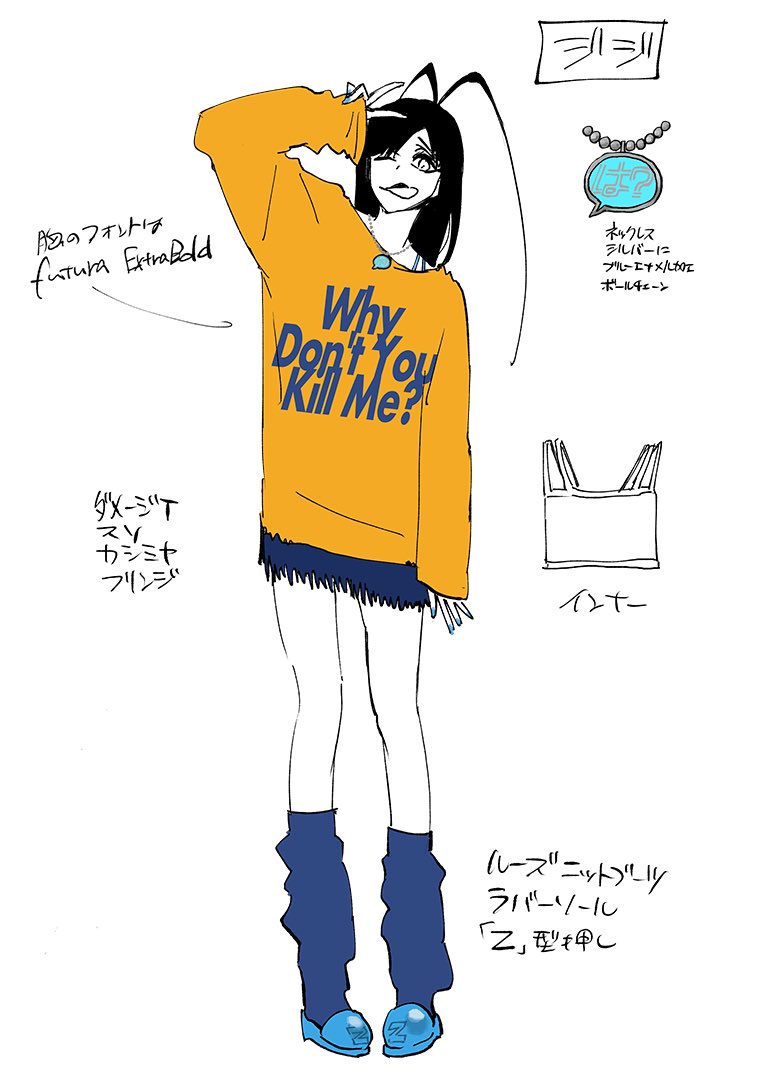 ジジ
は?
ネックレス
シルバーに
ブルーエナメル加工
ボールチェーン
胸のフォントは
futura ExtraBold
Why
Don't You
Kill Me?
ダメージT
スソ
カシミヤ
フリンジ
インナー
ルーズニットブーツ
ラバーソール
「Z」型押し
Z
Z